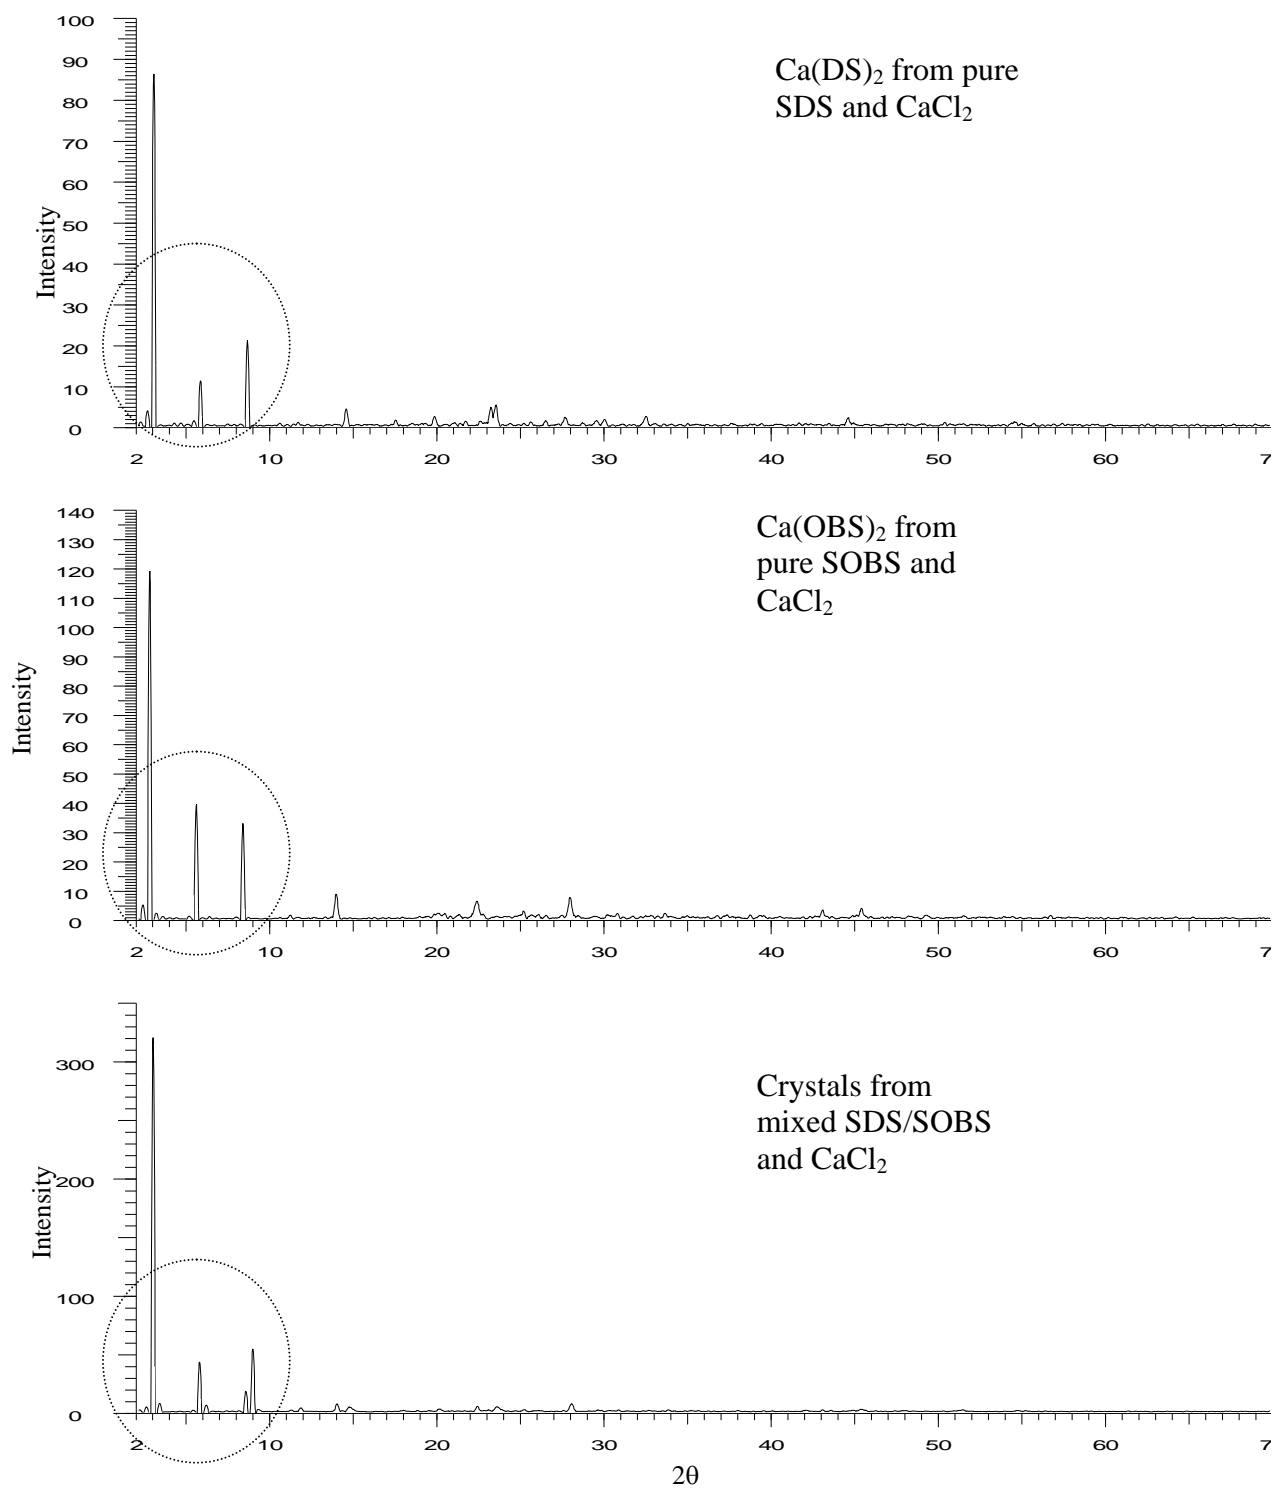 100
90
80
70
60
50
40
30
20
10
0
Intensity
Ca(DS)₂ from pure
SDS and CaCl₂
2 10 20 30 40 50 60 7
140
130
120
110
100
90
80
70
60
50
40
30
20
10
0
Intensity
Ca(OBS)₂ from
pure SOBS and
CaCl₂
2 10 20 30 40 50 60 7
300
200
100
0
Intensity
Crystals from
mixed SDS/SOBS
and CaCl₂
2 10 20 30 40 50 60 7
2θ